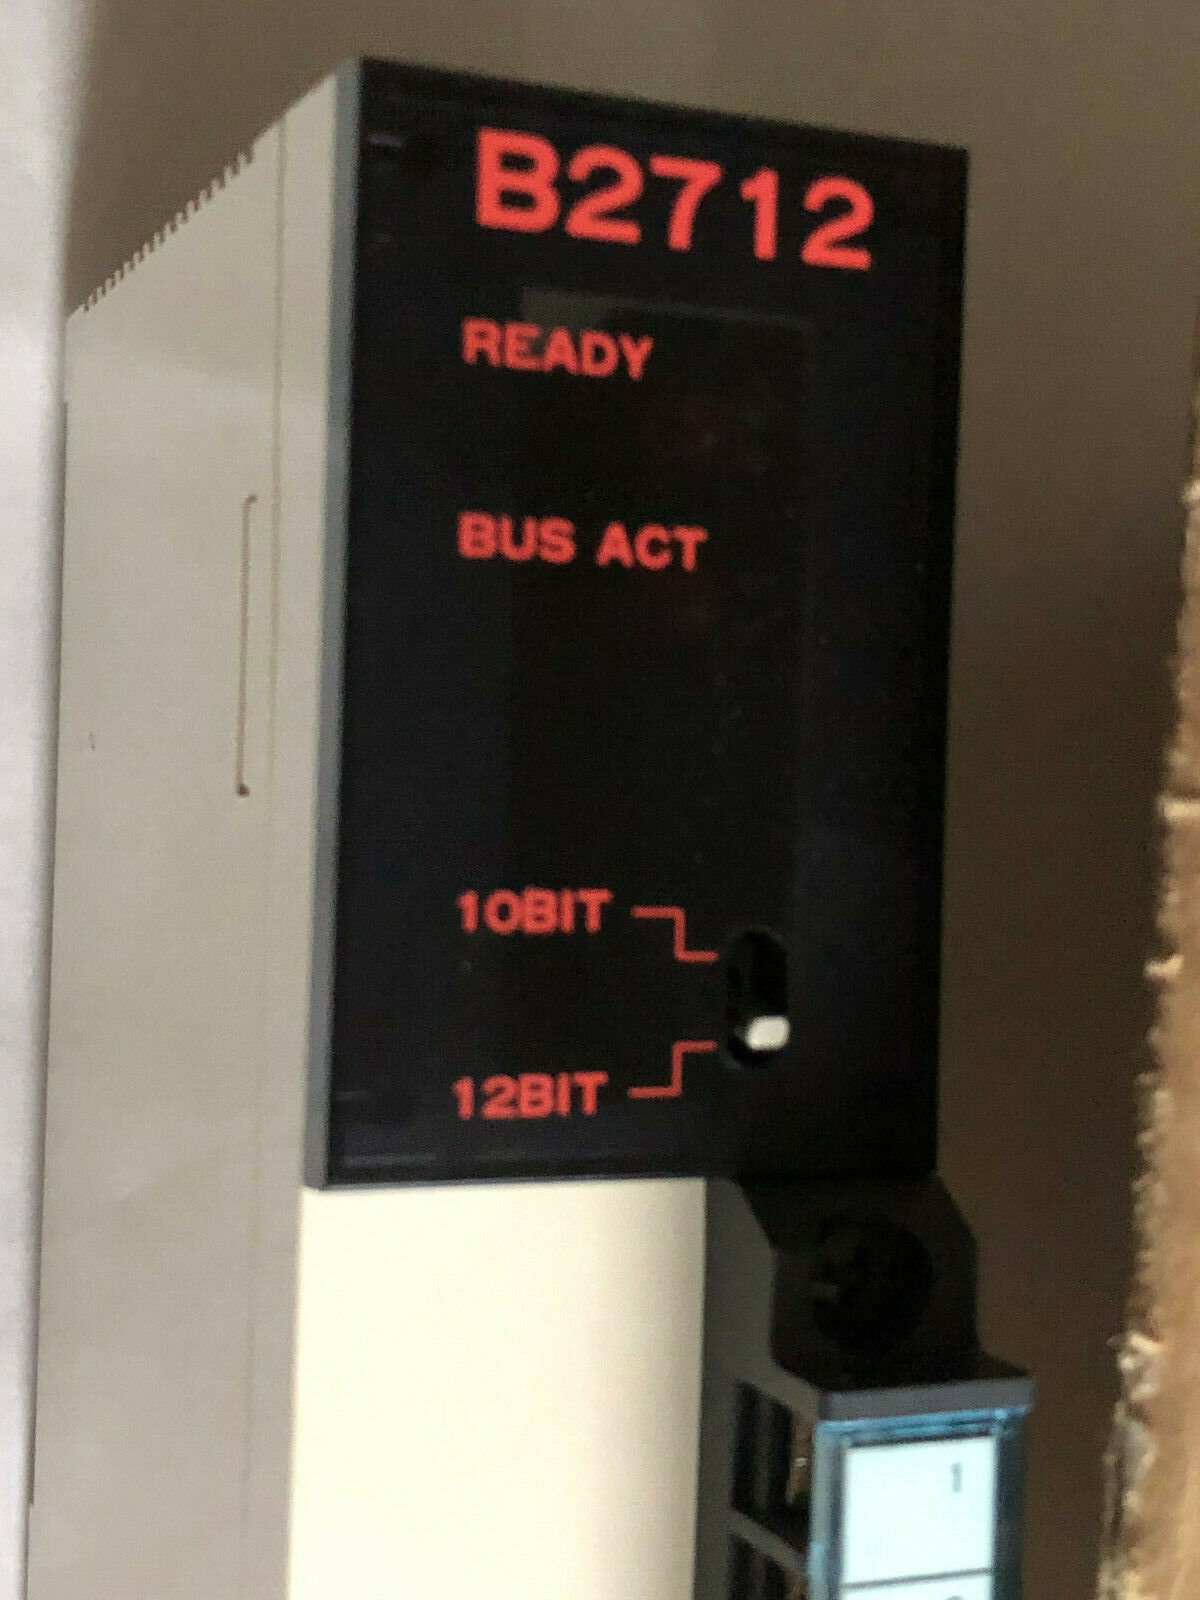 B2712
READY
BUS ACT
10BIT
12BIT
1